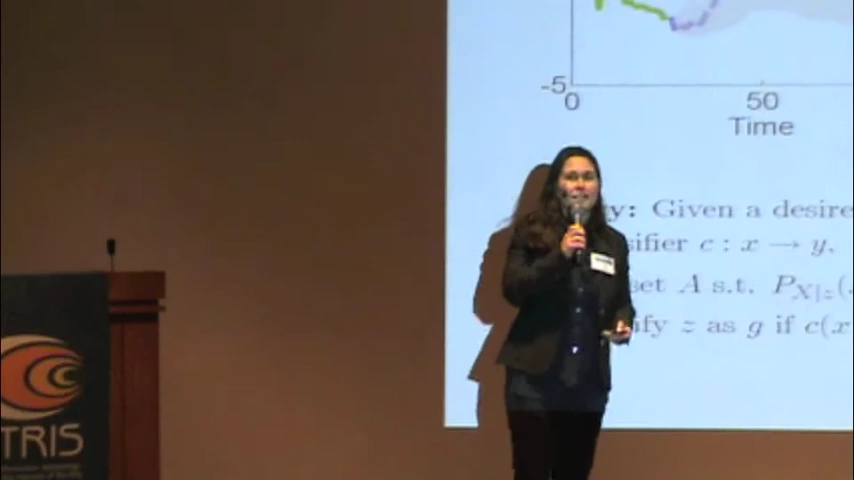 -5
0 50
Time
y: Given a desire
sifier c : x → y,
set A s.t. P_{X|z}(
ify z as g if c(x
TRIS